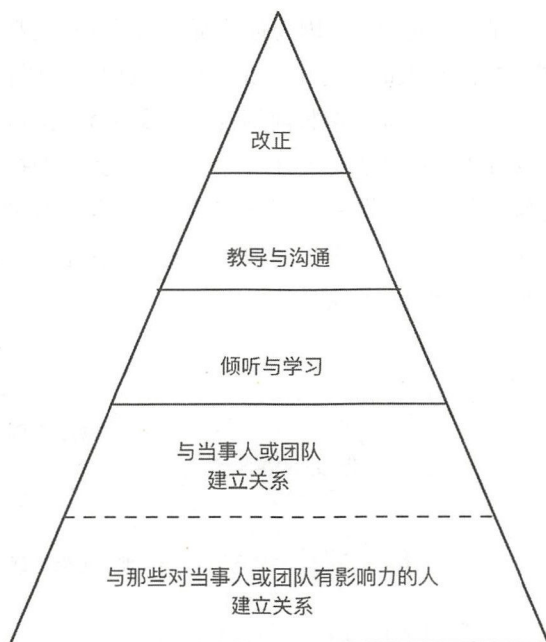 改正
教导与沟通
倾听与学习
与当事人或团队
建立关系
与那些对当事人或团队有影响力的人
建立关系